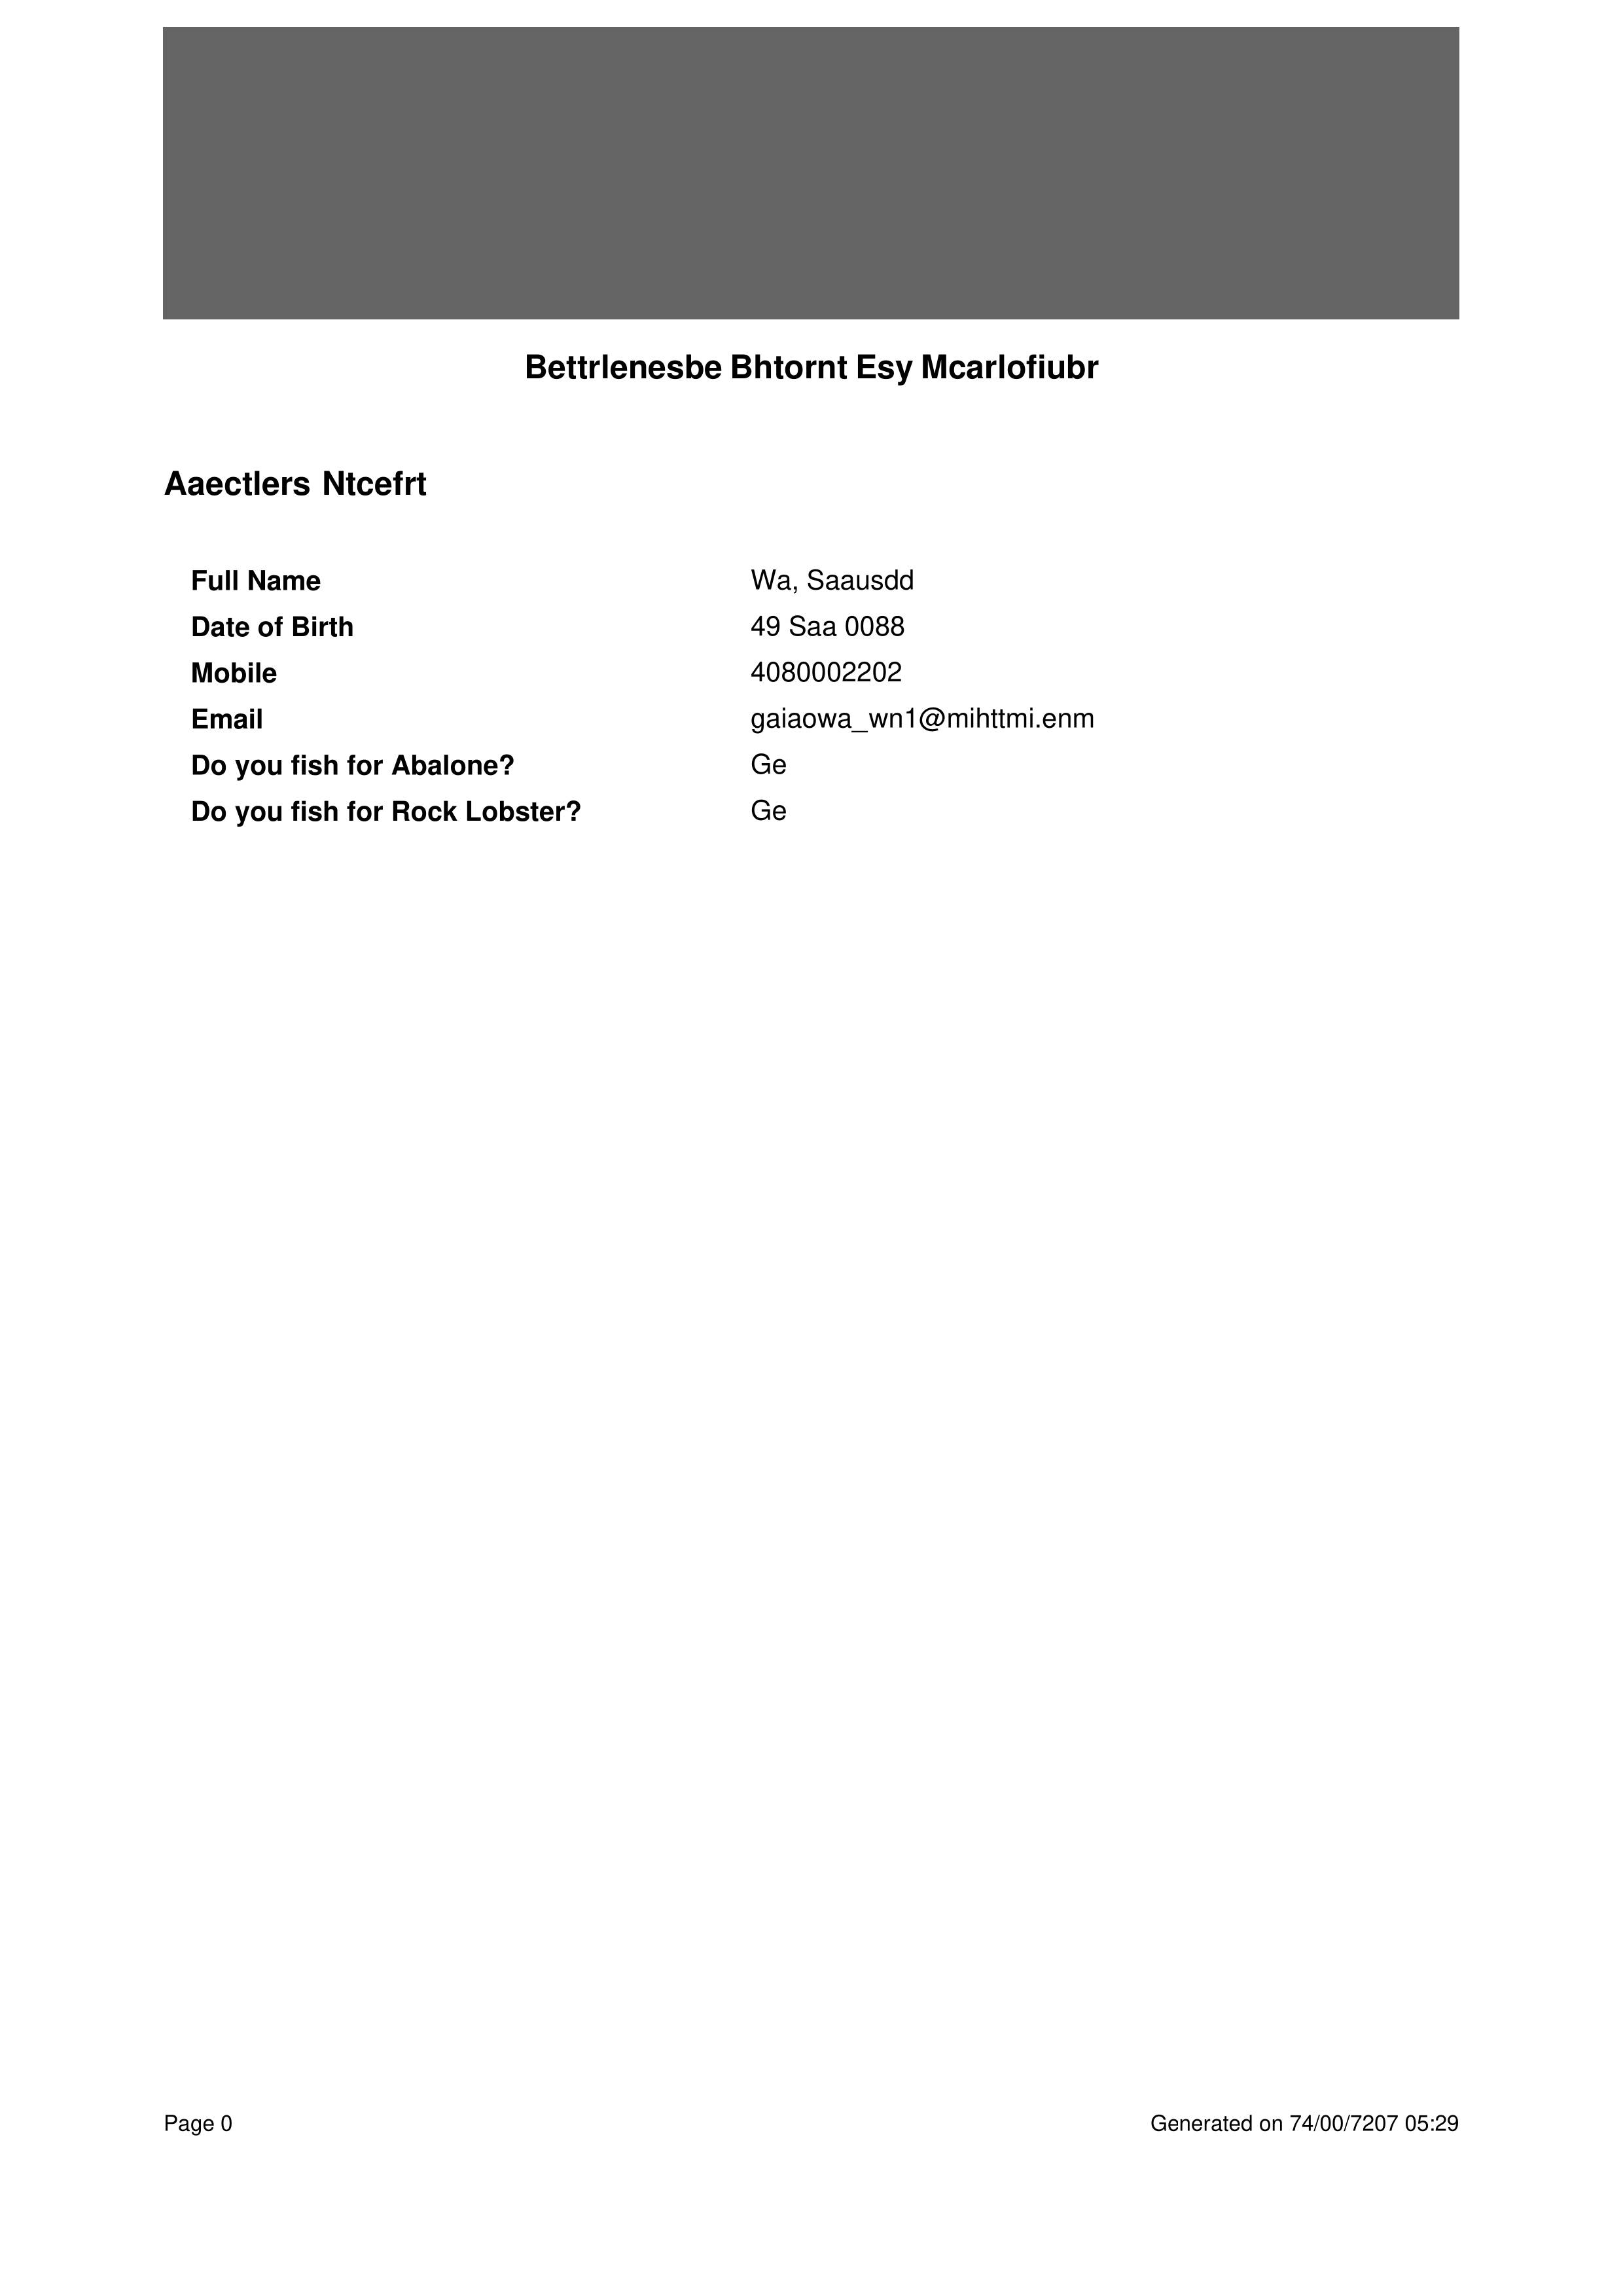 Bettrlenesbe Bhtornt Esy Mcarlofiubr
Aaectlers Ntcefrt
Full Name Wa, Saausdd
Date of Birth 49 Saa 0088
Mobile 4080002202
Email gaiaowa_wn1@mihttmi.enm
Do you fish for Abalone? Ge
Do you fish for Rock Lobster? Ge
Page 0 Generated on 74/00/7207 05:29